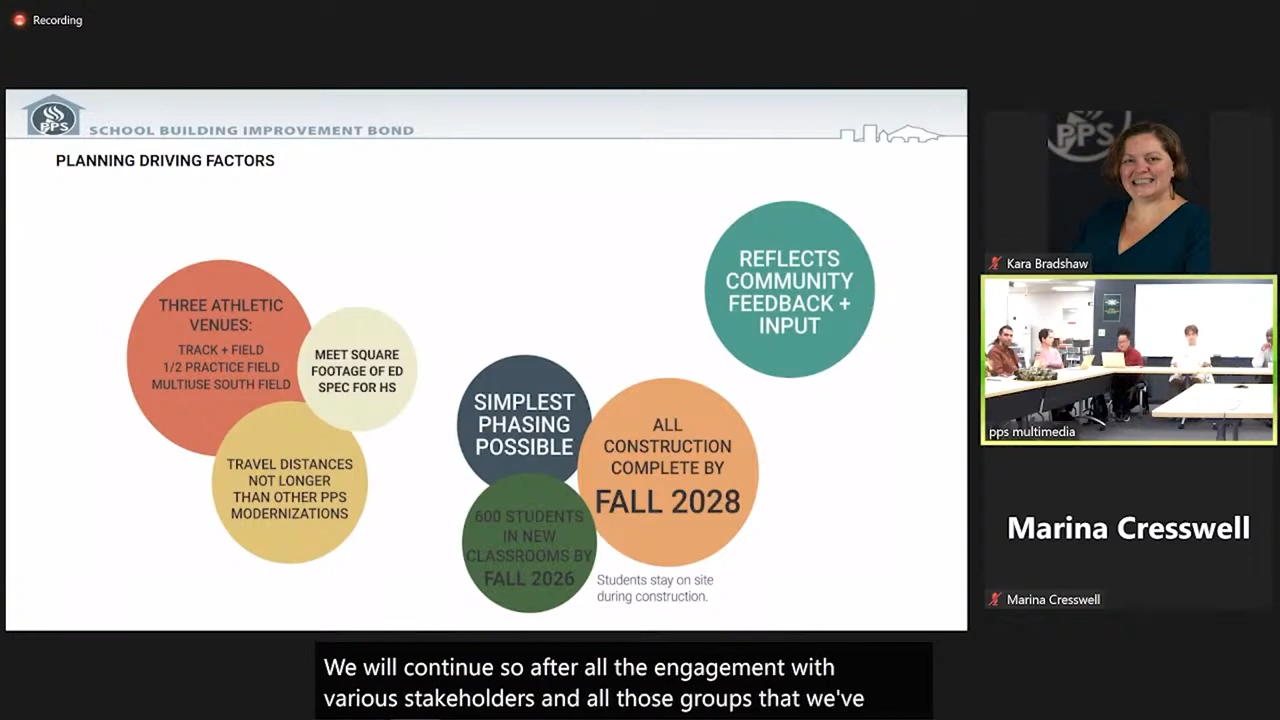 Recording
PPS
SCHOOL BUILDING IMPROVEMENT BOND
PLANNING DRIVING FACTORS
THREE ATHLETIC
VENUES:
TRACK + FIELD
1/2 PRACTICE FIELD
MULTIUSE SOUTH FIELD
MEET SQUARE
FOOTAGE OF ED
SPEC FOR HS
TRAVEL DISTANCES
NOT LONGER
THAN OTHER PPS
MODERNIZATIONS
SIMPLEST
PHASING
POSSIBLE
ALL
CONSTRUCTION
COMPLETE BY
FALL 2028
600 STUDENTS
IN NEW
CLASSROOMS BY
FALL 2026
Students stay on site
during construction.
REFLECTS
COMMUNITY
FEEDBACK +
INPUT
PPS
Kara Bradshaw
pps multimedia
Marina Cresswell
Marina Cresswell
We will continue so after all the engagement with
various stakeholders and all those groups that we've